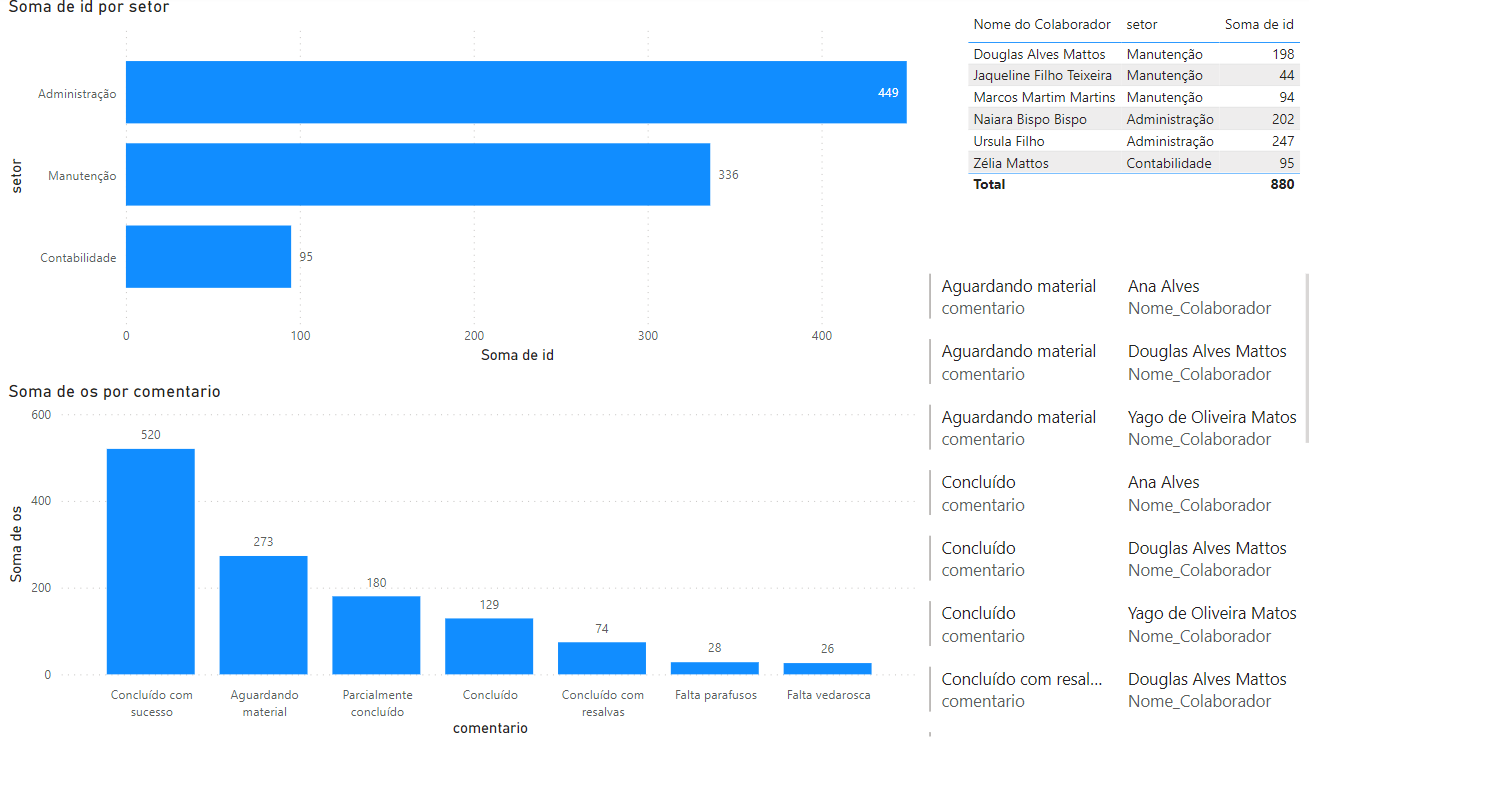 Soma de id por setor
setor
Administração
449
Manutenção
336
Contabilidade
95
0 100 200 300 400
Soma de id
Nome do Colaborador setor Soma de id
Douglas Alves Mattos Manutenção 198
Jaqueline Filho Teixeira Manutenção 44
Marcos Martim Martins Manutenção 94
Naiara Bispo Bispo Administração 202
Ursula Filho Administração 247
Zélia Mattos Contabilidade 95
Total 880
Soma de os por comentario
Soma de os
600
400
200
0
520
273
180
129
74
28
26
Concluído com sucesso
Aguardando material
Parcialmente concluído
Concluído
Concluído com resalvas
Falta parafusos
Falta vedarosca
comentario
Aguardando material Ana Alves
comentario Nome_Colaborador
Aguardando material Douglas Alves Mattos
comentario Nome_Colaborador
Aguardando material Yago de Oliveira Matos
comentario Nome_Colaborador
Concluído Ana Alves
comentario Nome_Colaborador
Concluído Douglas Alves Mattos
comentario Nome_Colaborador
Concluído Yago de Oliveira Matos
comentario Nome_Colaborador
Concluído com resal... Douglas Alves Mattos
comentario Nome_Colaborador